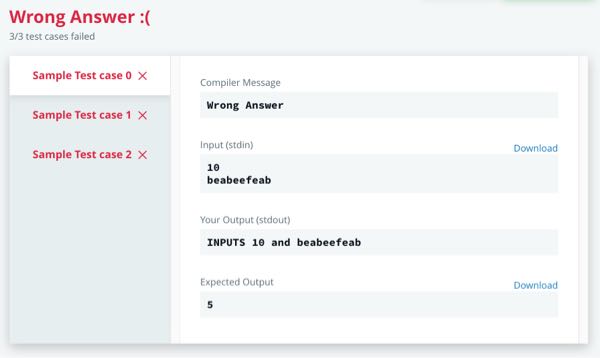 Wrong Answer :(
3/3 test cases failed
Sample Test case 0
Sample Test case 1
Sample Test case 2
Compiler Message
Wrong Answer
Input (stdin)
Download
10
beabeefeab
Your Output (stdout)
INPUTS 10 and beabeefeab
Expected Output
Download
5